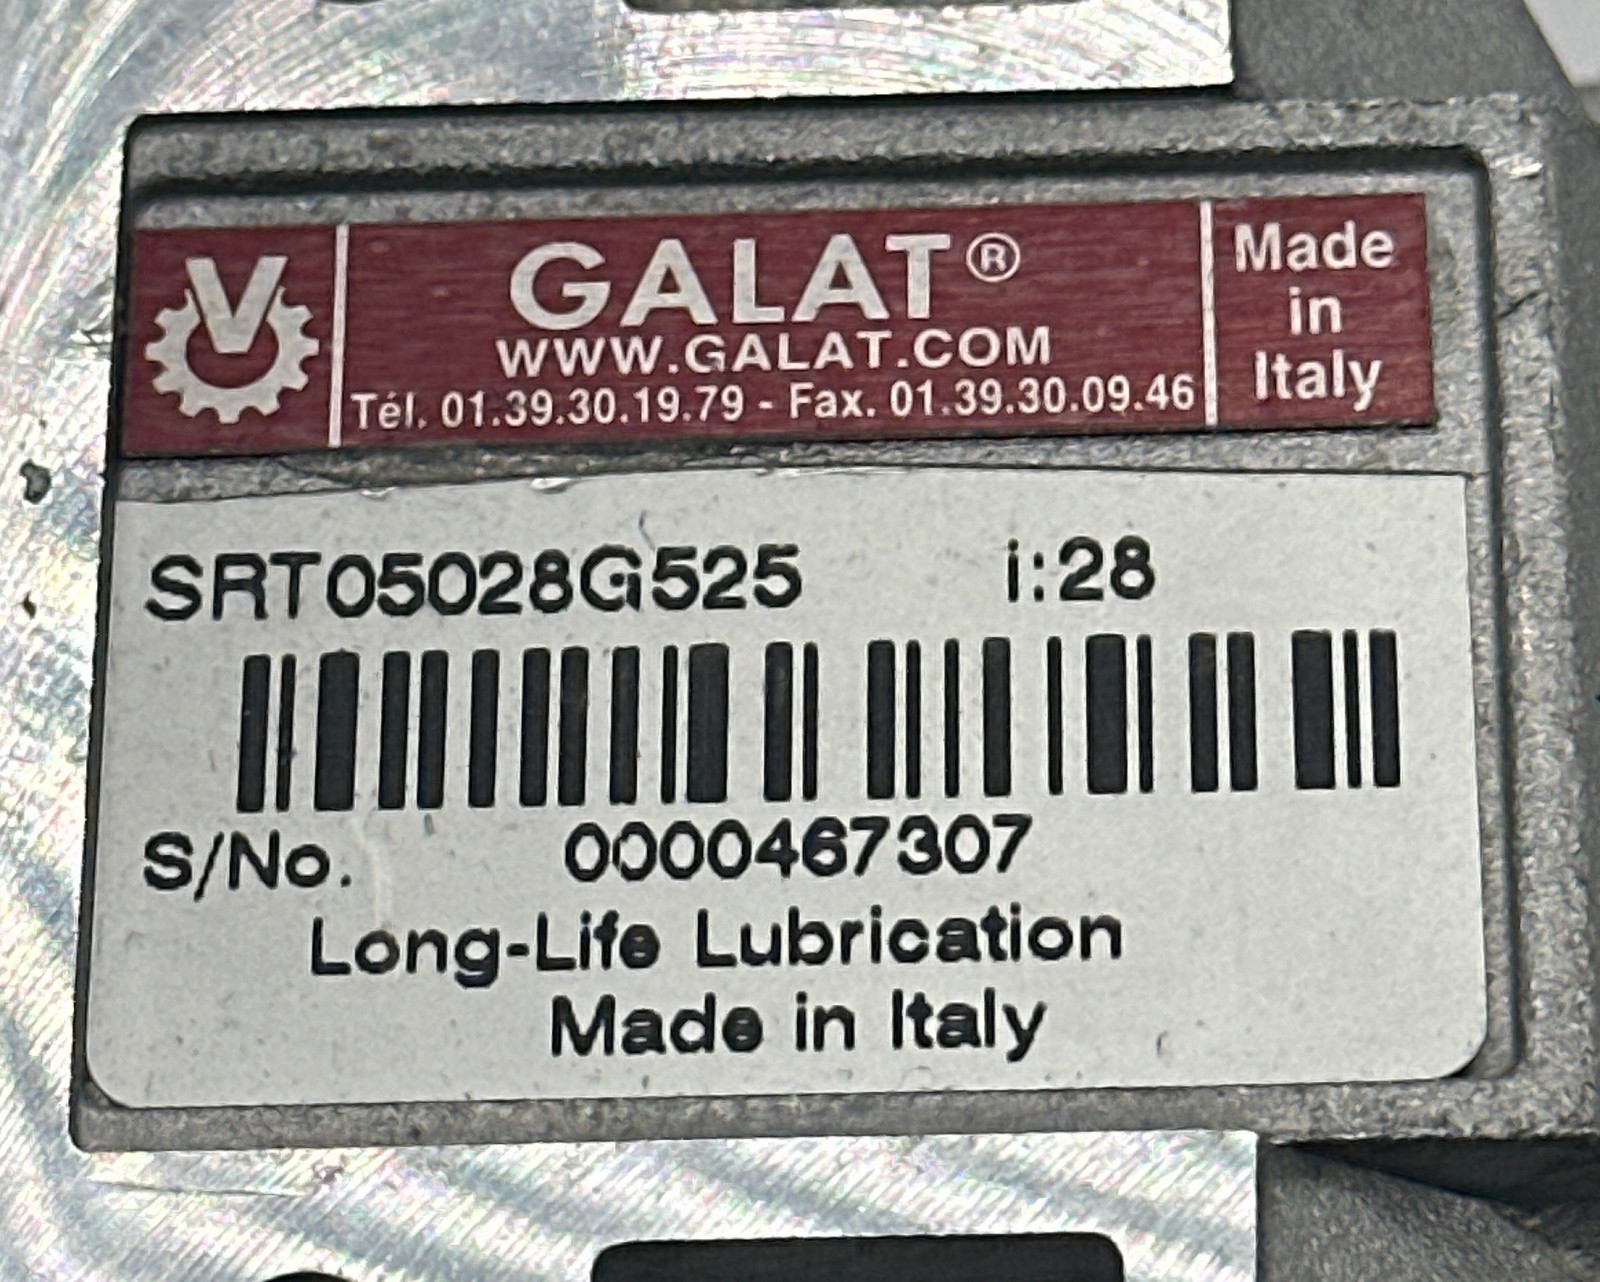 V
GALAT®
WWW.GALAT.COM
Tél. 01.39.30.19.79 - Fax. 01.39.30.09.46
Made
in
Italy
SRT05028G525 i:28
S/No. 0000467307
Long-Life Lubrication
Made in Italy